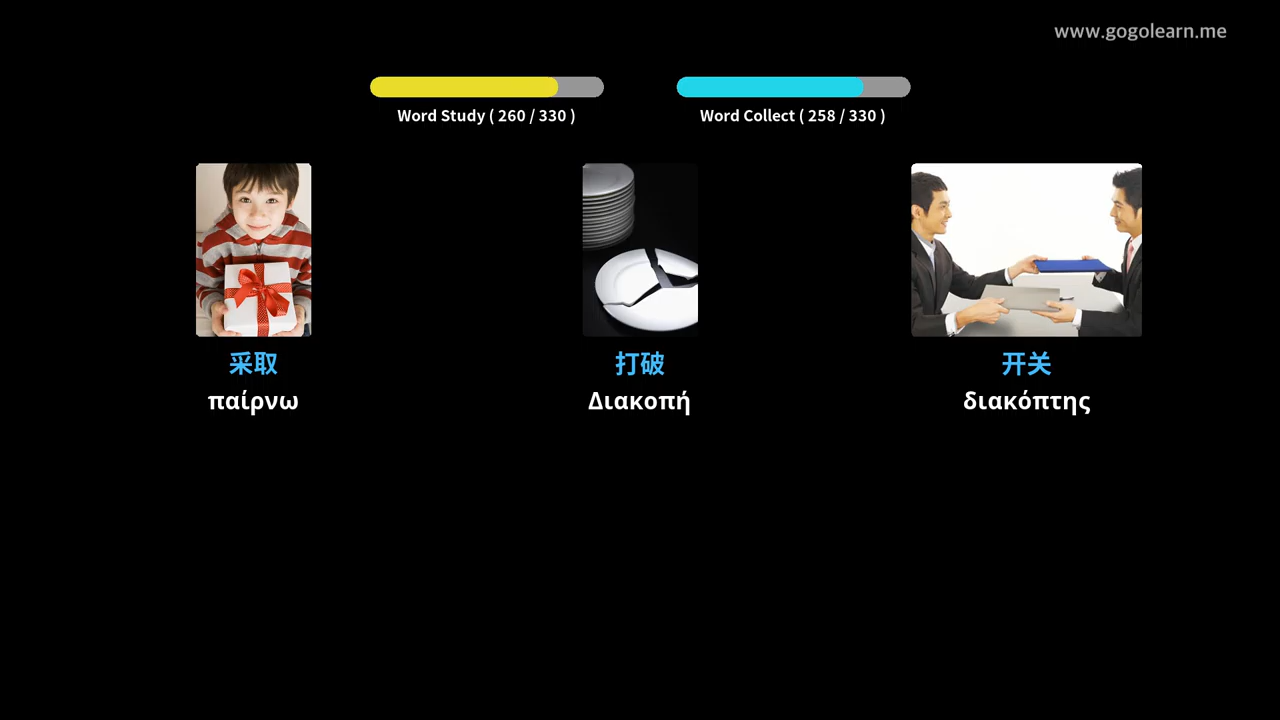 www.gogolearn.me
Word Study ( 260 / 330 )
Word Collect ( 258 / 330 )
采取
παίρνω
打破
Διακοπή
开关
διακόπτης